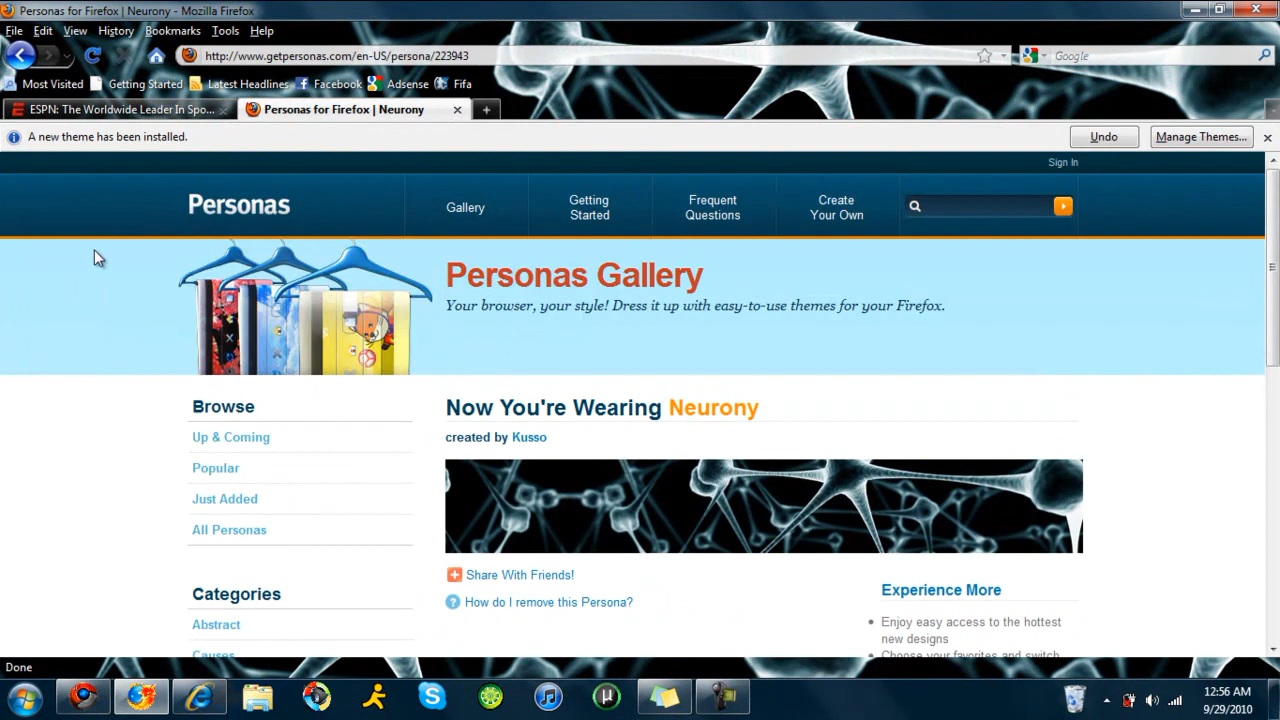 Personas for Firefox | Neurony - Mozilla Firefox
File Edit View History Bookmarks Tools Help
http://www.getpersonas.com/en-US/persona/223943
Google
Most Visited Getting Started Latest Headlines Facebook Adsense Fifa
ESPN: The Worldwide Leader In Spo... Personas for Firefox | Neurony
A new theme has been installed.
Undo Manage Themes...
Sign In
Personas
Gallery
Getting Started
Frequent Questions
Create Your Own
Personas Gallery
Your browser, your style! Dress it up with easy-to-use themes for your Firefox.
Browse
Up & Coming
Popular
Just Added
All Personas
Categories
Abstract
Causes
Now You're Wearing Neurony
created by Kusso
Share With Friends!
How do I remove this Persona?
Experience More
Enjoy easy access to the hottest
new designs
Choose your favorites and switch
Done
12:56 AM
9/29/2010